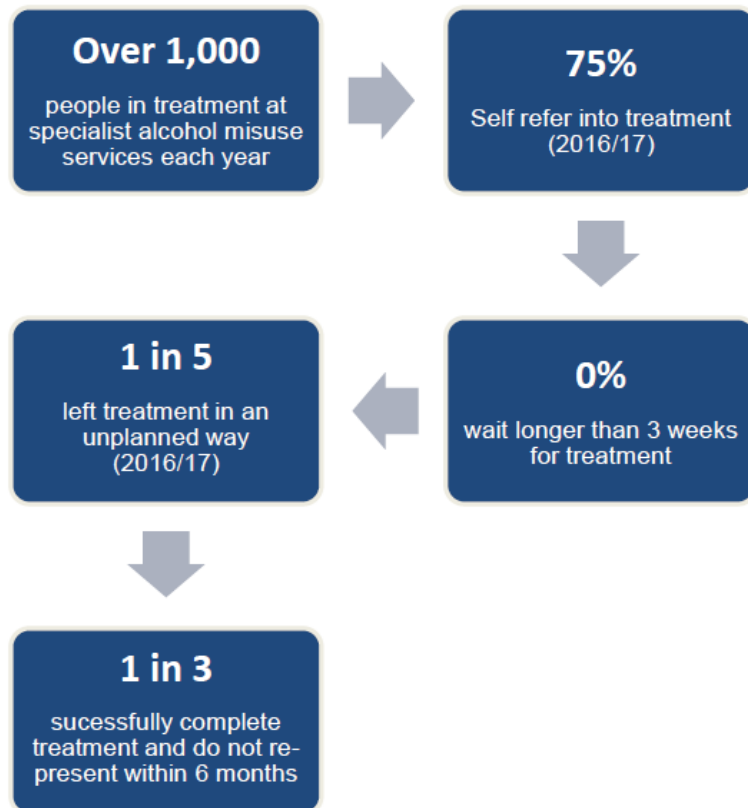 Over 1,000
people in treatment at
specialist alcohol misuse
services each year
75%
Self refer into treatment
(2016/17)
0%
wait longer than 3 weeks
for treatment
1 in 5
left treatment in an
unplanned way
(2016/17)
1 in 3
sucessfully complete
treatment and do not re-
present within 6 months